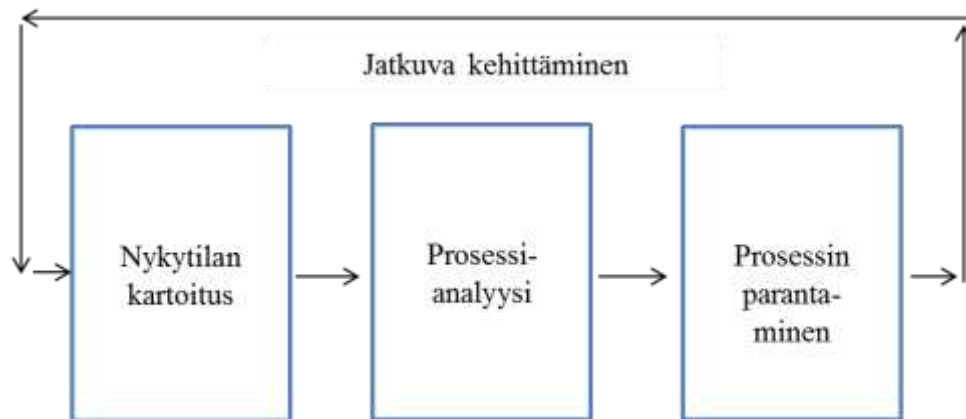 Jatkuva kehittäminen
Nykytilan
kartoitus
Prosessi-
analyysi
Prosessin
paranta-
minen